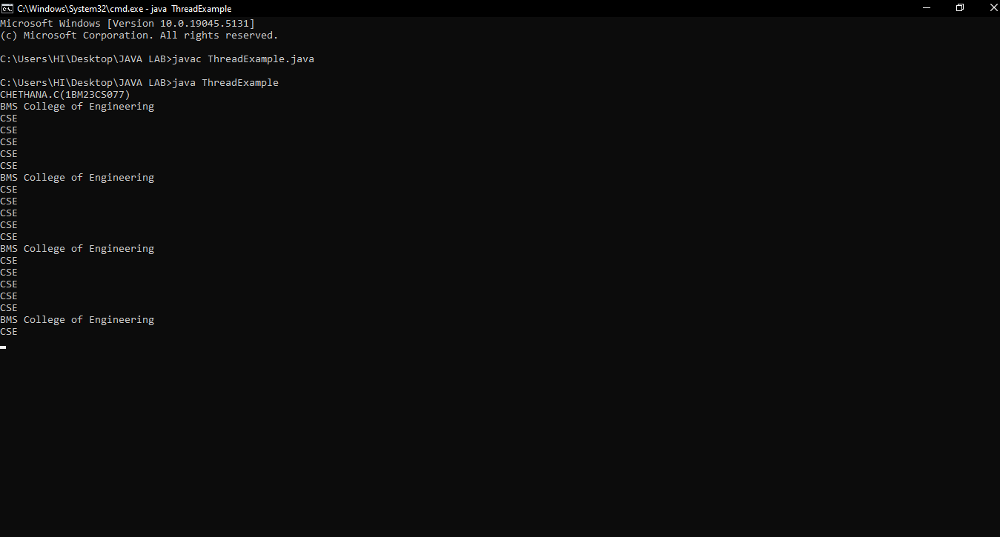 C:\Windows\System32\cmd.exe - java  ThreadExample
Microsoft Windows [Version 10.0.19045.5131]
(c) Microsoft Corporation. All rights reserved.
C:\Users\HI\Desktop\JAVA LAB>javac ThreadExample.java
C:\Users\HI\Desktop\JAVA LAB>java ThreadExample
CHETHANA.C(1BM23CS077)
BMS College of Engineering
CSE
CSE
CSE
CSE
CSE
BMS College of Engineering
CSE
CSE
CSE
CSE
CSE
BMS College of Engineering
CSE
CSE
CSE
CSE
CSE
BMS College of Engineering
CSE